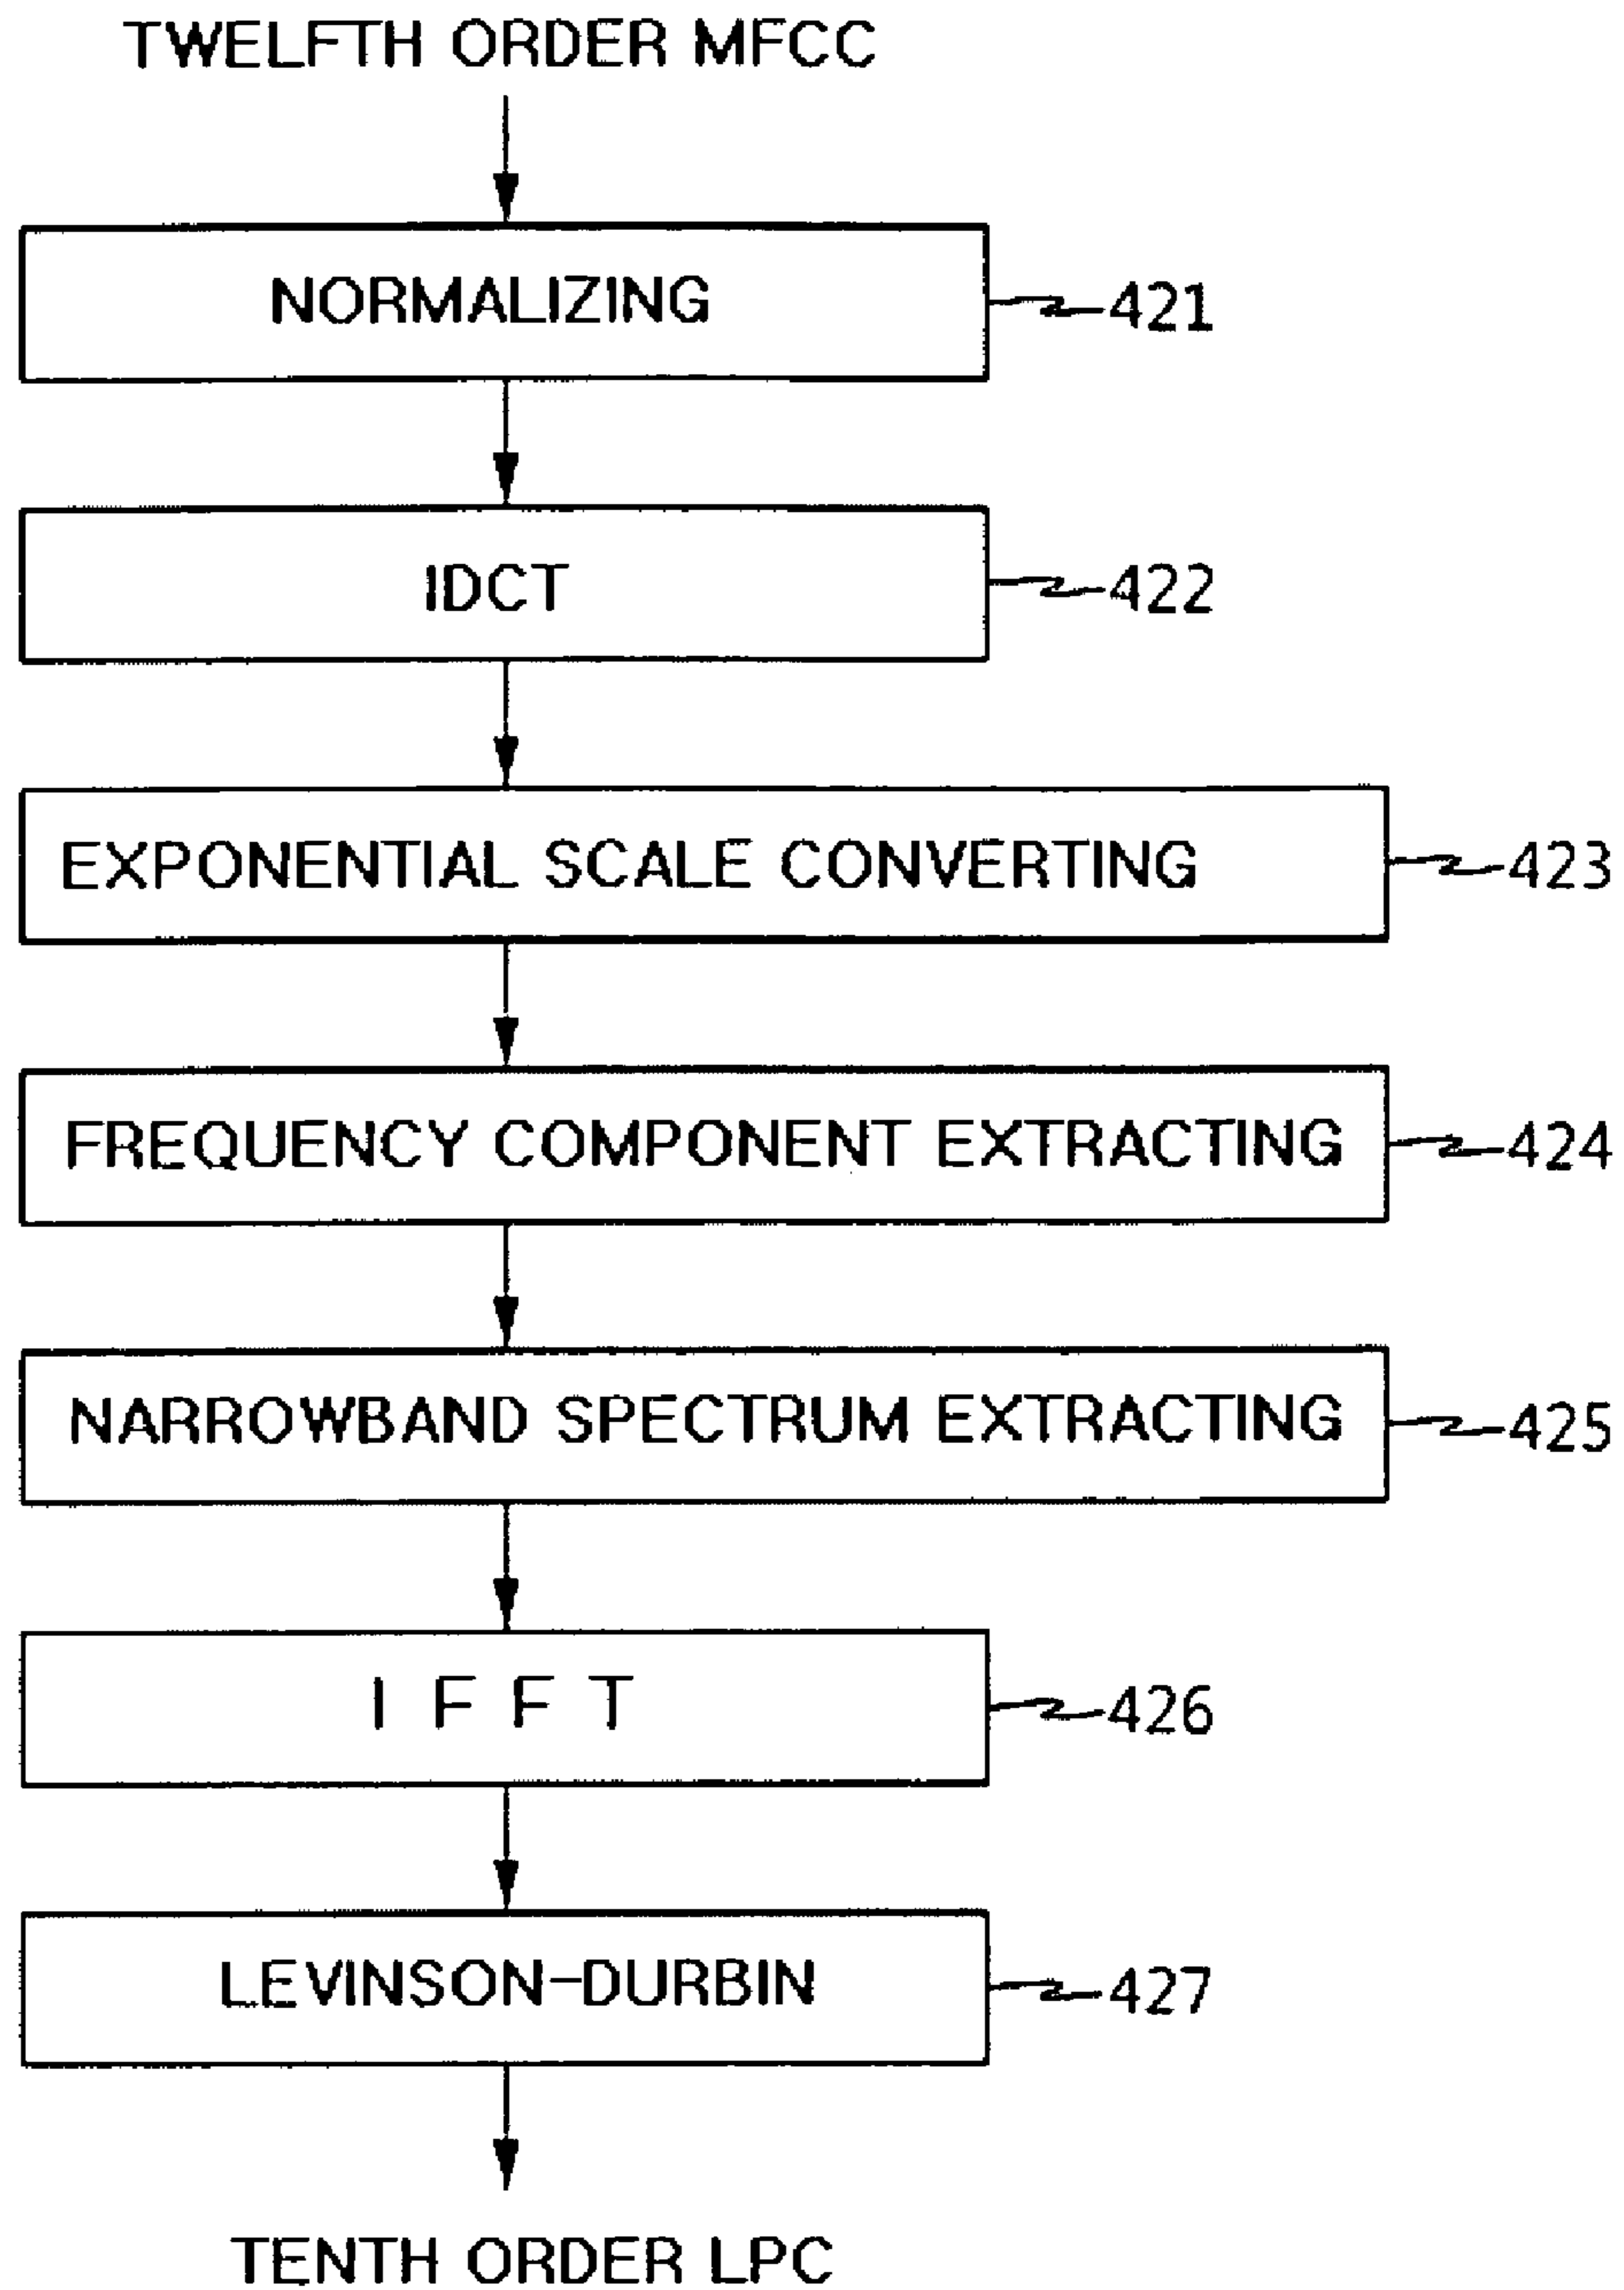 TWELFTH ORDER MFCC
NORMALIZING
421
IDCT
422
EXPONENTIAL SCALE CONVERTING
423
FREQUENCY COMPONENT EXTRACTING
424
NARROWBAND SPECTRUM EXTRACTING
425
I F F T
426
LEVINSON-DURBIN
427
TENTH ORDER LPC